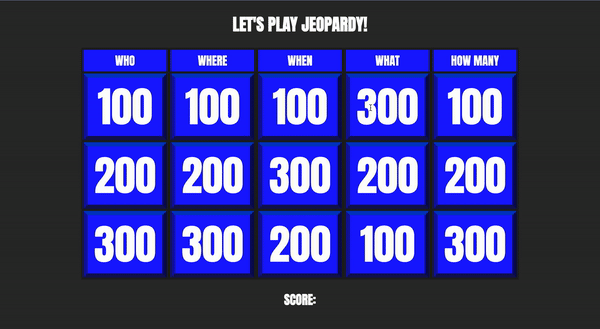 LET'S PLAY JEOPARDY!
WHO WHERE WHEN WHAT HOW MANY
100 100 100 300 100
200 200 300 200 200
300 300 200 100 300
SCORE: